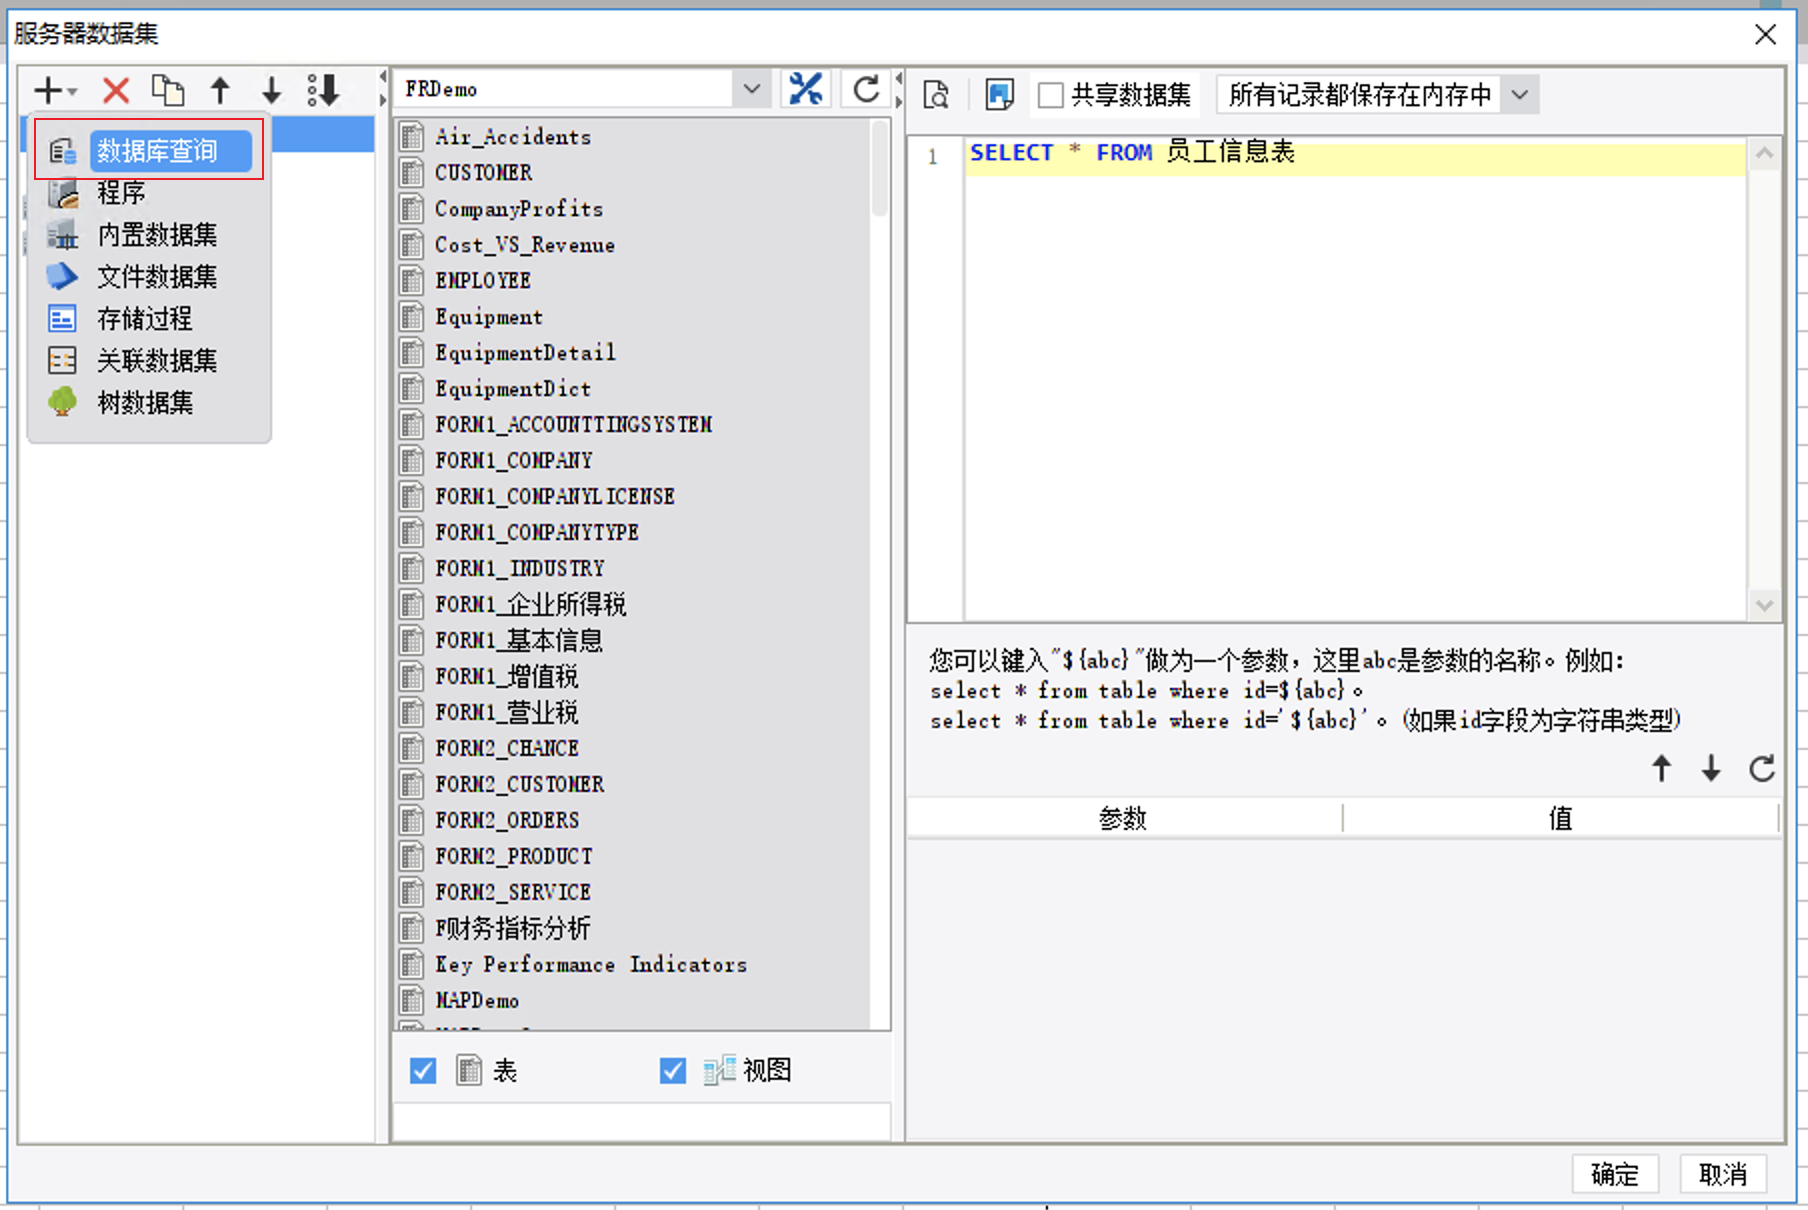 服务器数据集
数据库查询
程序
内置数据集
文件数据集
存储过程
关联数据集
树数据集
FRDemo
Air_Accidents
CUSTOMER
CompanyProfits
Cost_VS_Revenue
EMPLOYEE
Equipment
EquipmentDetail
EquipmentDict
FORM1_ACCOUNTTINGSYSTEM
FORM1_COMPANY
FORM1_COMPANYLICENSE
FORM1_COMPANYTYPE
FORM1_INDUSTRY
FORM1_企业所得税
FORM1_基本信息
FORM1_增值税
FORM1_营业税
FORM2_CHANCE
FORM2_CUSTOMER
FORM2_ORDERS
FORM2_PRODUCT
FORM2_SERVICE
F财务指标分析
Key Performance Indicators
MAPDemo
表 视图
共享数据集 所有记录都保存在内存中
1 SELECT * FROM 员工信息表
您可以键入"${abc}"做为一个参数，这里abc是参数的名称。例如：
select * from table where id=${abc}。
select * from table where id='${abc}'。(如果id字段为字符串类型)
参数 值
确定 取消